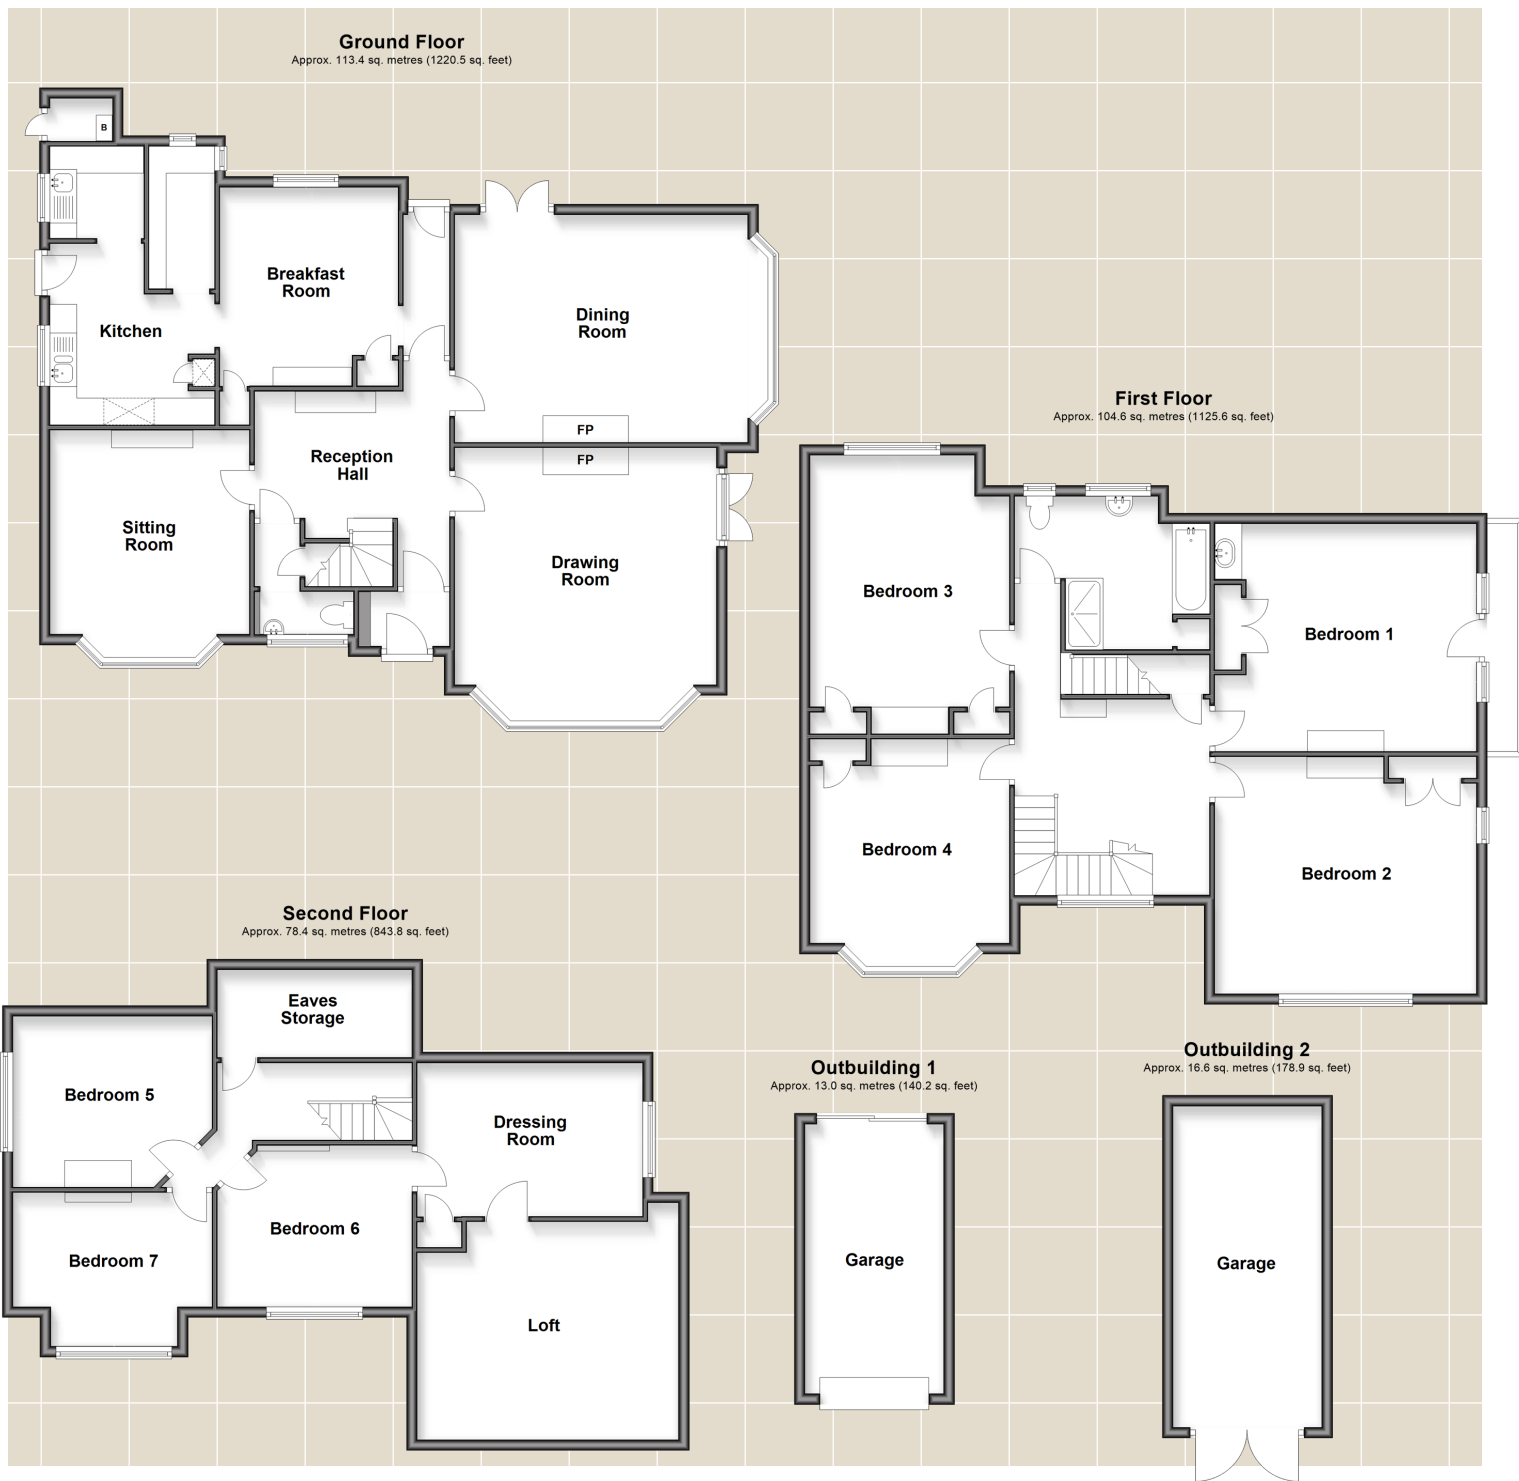 Ground Floor
Approx. 113.4 sq. metres (1220.5 sq. feet)
B
Breakfast
Room
Kitchen
Dining
Room
FP
FP
Reception
Hall
Sitting
Room
Drawing
Room
First Floor
Approx. 104.6 sq. metres (1125.6 sq. feet)
Bedroom 3
Bedroom 1
Bedroom 4
Bedroom 2
Second Floor
Approx. 78.4 sq. metres (843.8 sq. feet)
Eaves
Storage
Bedroom 5
Dressing
Room
Bedroom 6
Bedroom 7
Loft
Outbuilding 1
Approx. 13.0 sq. metres (140.2 sq. feet)
Garage
Outbuilding 2
Approx. 16.6 sq. metres (178.9 sq. feet)
Garage